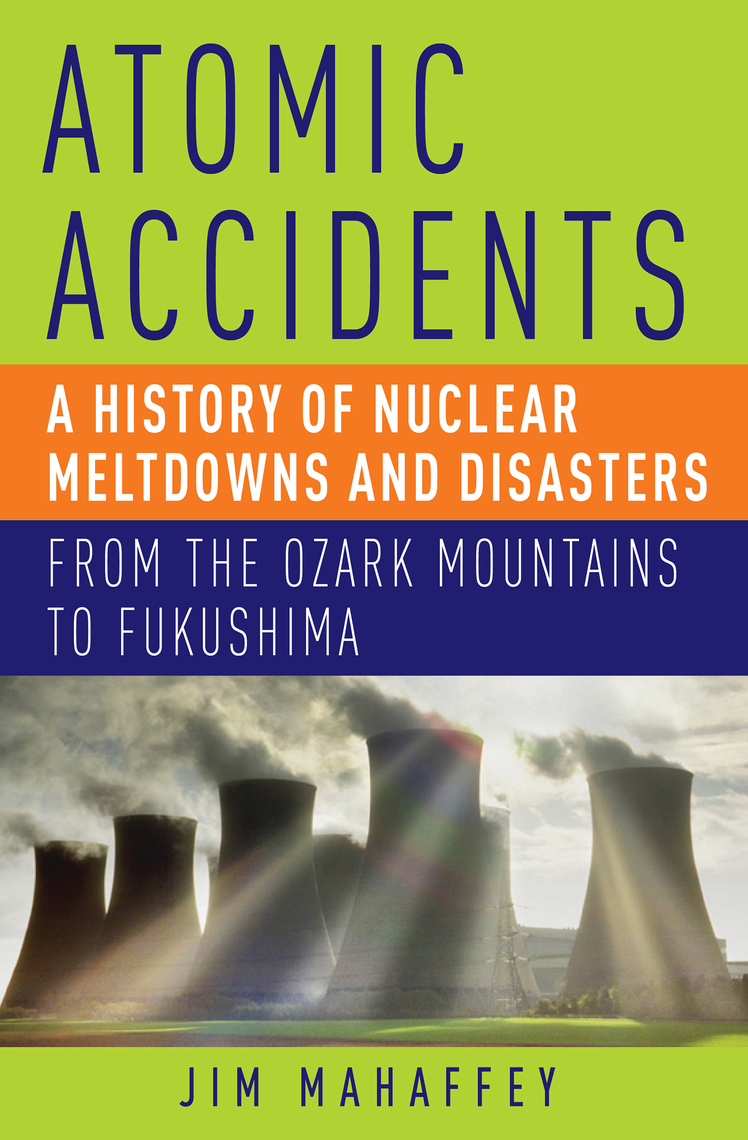 ATOMIC
ACCIDENTS
A HISTORY OF NUCLEAR
MELTDOWNS AND DISASTERS
FROM THE OZARK MOUNTAINS
TO FUKUSHIMA
JIM MAHAFFEY